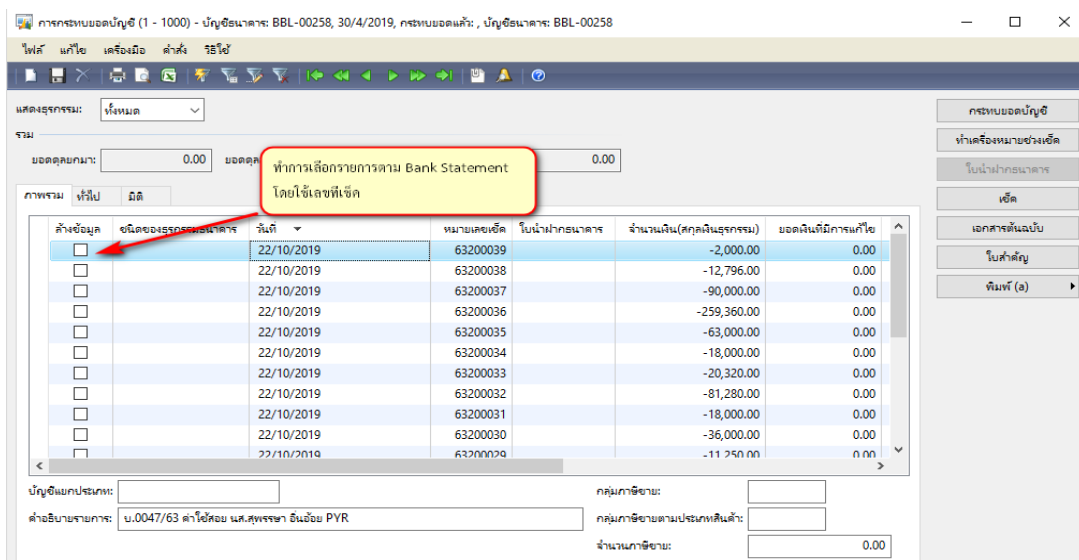 การกระทบยอดบัญชี (1 - 1000) - บัญชีธนาคาร: BBL-00258, 30/4/2019, กระทบยอดแล้ว: , บัญชีธนาคาร: BBL-00258
ไฟล์ แก้ไข เครื่องมือ คำสั่ง วิธีใช้
แสดงธุรกรรม: ทั้งหมด
กระทบยอดบัญชี
รวม
ทำเครื่องหมายช่วงเช็ค
ยอดดุลยกมา: 0.00 0.00
ใบนำฝากธนาคาร
ทำการเลือกรายการตาม Bank Statement
โดยใช้เลขที่เช็ค
ภาพรวม ทั่วไป มิติ
เช็ค
ล้างข้อมูล ชนิดของธุรกรรมธนาคาร วันที่ หมายเลขเช็ค ใบนำฝากธนาคาร จำนวนเงิน(สกุลเงินธุรกรรม) ยอดเงินที่มีการแก้ไข
เอกสารต้นฉบับ
22/10/2019 63200039 -2,000.00 0.00
ใบสำคัญ
22/10/2019 63200038 -12,796.00 0.00
พิมพ์ (a)
22/10/2019 63200037 -90,000.00 0.00
22/10/2019 63200036 -259,360.00 0.00
22/10/2019 63200035 -63,000.00 0.00
22/10/2019 63200034 -18,000.00 0.00
22/10/2019 63200033 -20,320.00 0.00
22/10/2019 63200032 -81,280.00 0.00
22/10/2019 63200031 -18,000.00 0.00
22/10/2019 63200030 -36,000.00 0.00
22/10/2019 63200029 -11,250.00 0.00
บัญชีแยกประเภท: กลุ่มภาษีขาย:
คำอธิบายรายการ: บ.0047/63 ค่าใช้สอย นส.สุพรรษา อิ่นอ้อย PYR กลุ่มภาษีขายตามประเภทสินค้า:
จำนวนภาษีขาย: 0.00